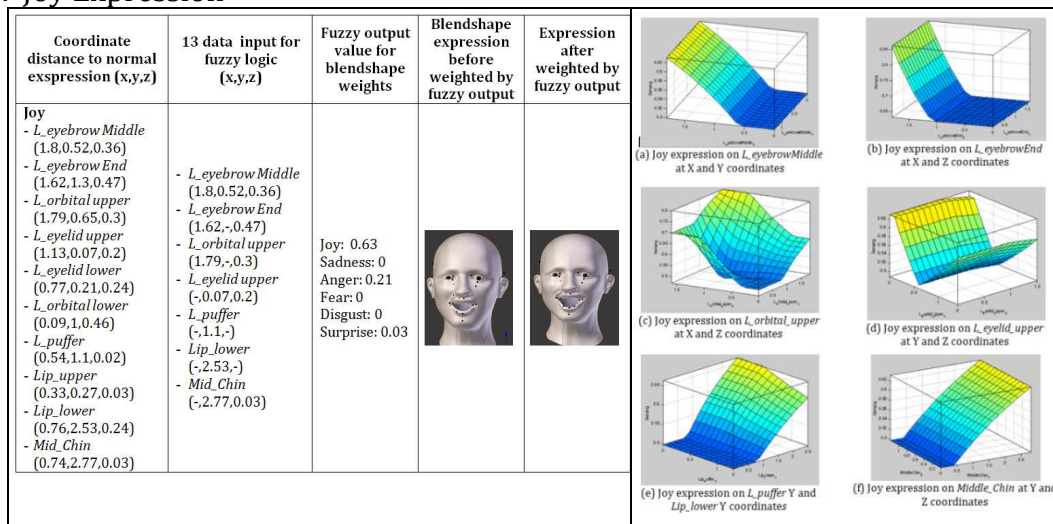 Joy Expression
Coordinate
distance to normal
exspression (x,y,z)
13 data input for
fuzzy logic
(x,y,z)
Fuzzy output
value for
blendshape
weights
Blendshape
expression
before
weighted by
fuzzy output
Expression
after
weighted by
fuzzy output
Joy
- L_eyebrow Middle
(1.8,0.52,0.36)
- L_eyebrow End
(1.62,1.3,0.47)
- L_orbital upper
(1.79,0.65,0.3)
- L_eyelid upper
(1.13,0.07,0.2)
- L_eyelid lower
(0.77,0.21,0.24)
- L_orbital lower
(0.09,1,0.46)
- L_puffer
(0.54,1.1,0.02)
- Lip_upper
(0.33,0.27,0.03)
- Lip_lower
(0.76,2.53,0.24)
- Mid_Chin
(0.74,2.77,0.03)
- L_eyebrow Middle
(1.8,0.52,0.36)
- L_eyebrow End
(1.62,-,0.47)
- L_orbital upper
(1.79,-,0.3)
- L_eyelid upper
(-,0.07,0.2)
- L_puffer
(-,1.1,-)
- Lip_lower
(-,2.53,-)
- Mid_Chin
(-,2.77,0.03)
Joy: 0.63
Sadness: 0
Anger: 0.21
Fear: 0
Disgust: 0
Surprise: 0.03
(a) Joy expression on L_eyebrowMiddle
at X and Y coordinates
(b) Joy expression on L_eyebrowEnd
at X and Z coordinates
(c) Joy expression on L_orbital_upper
at X and Z coordinates
(d) Joy expression on L_eyelid_upper
at Y and Z coordinates
(e) Joy expression on L_puffer Y and
Lip_lower Y coordinates
(f) Joy expression on Middle_Chin at Y and
Z coordinates